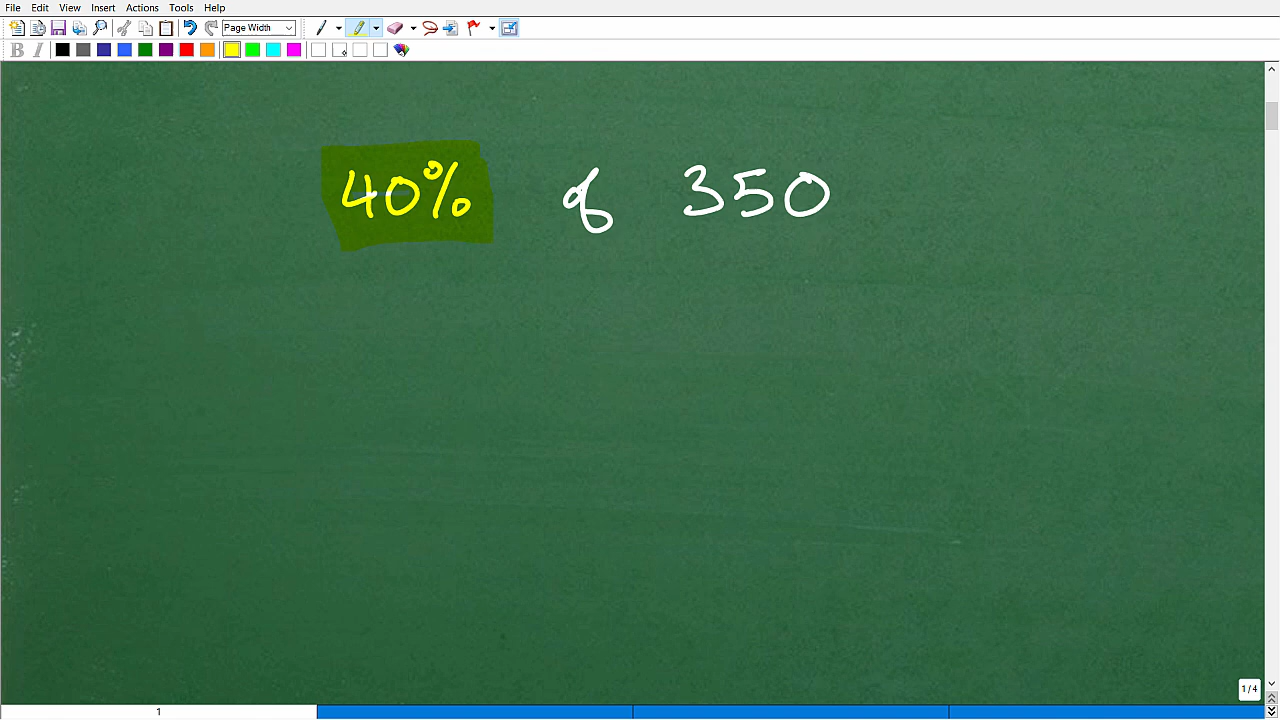 File Edit View Insert Actions Tools Help
Page Width
B I
40% of 350
1/4
1